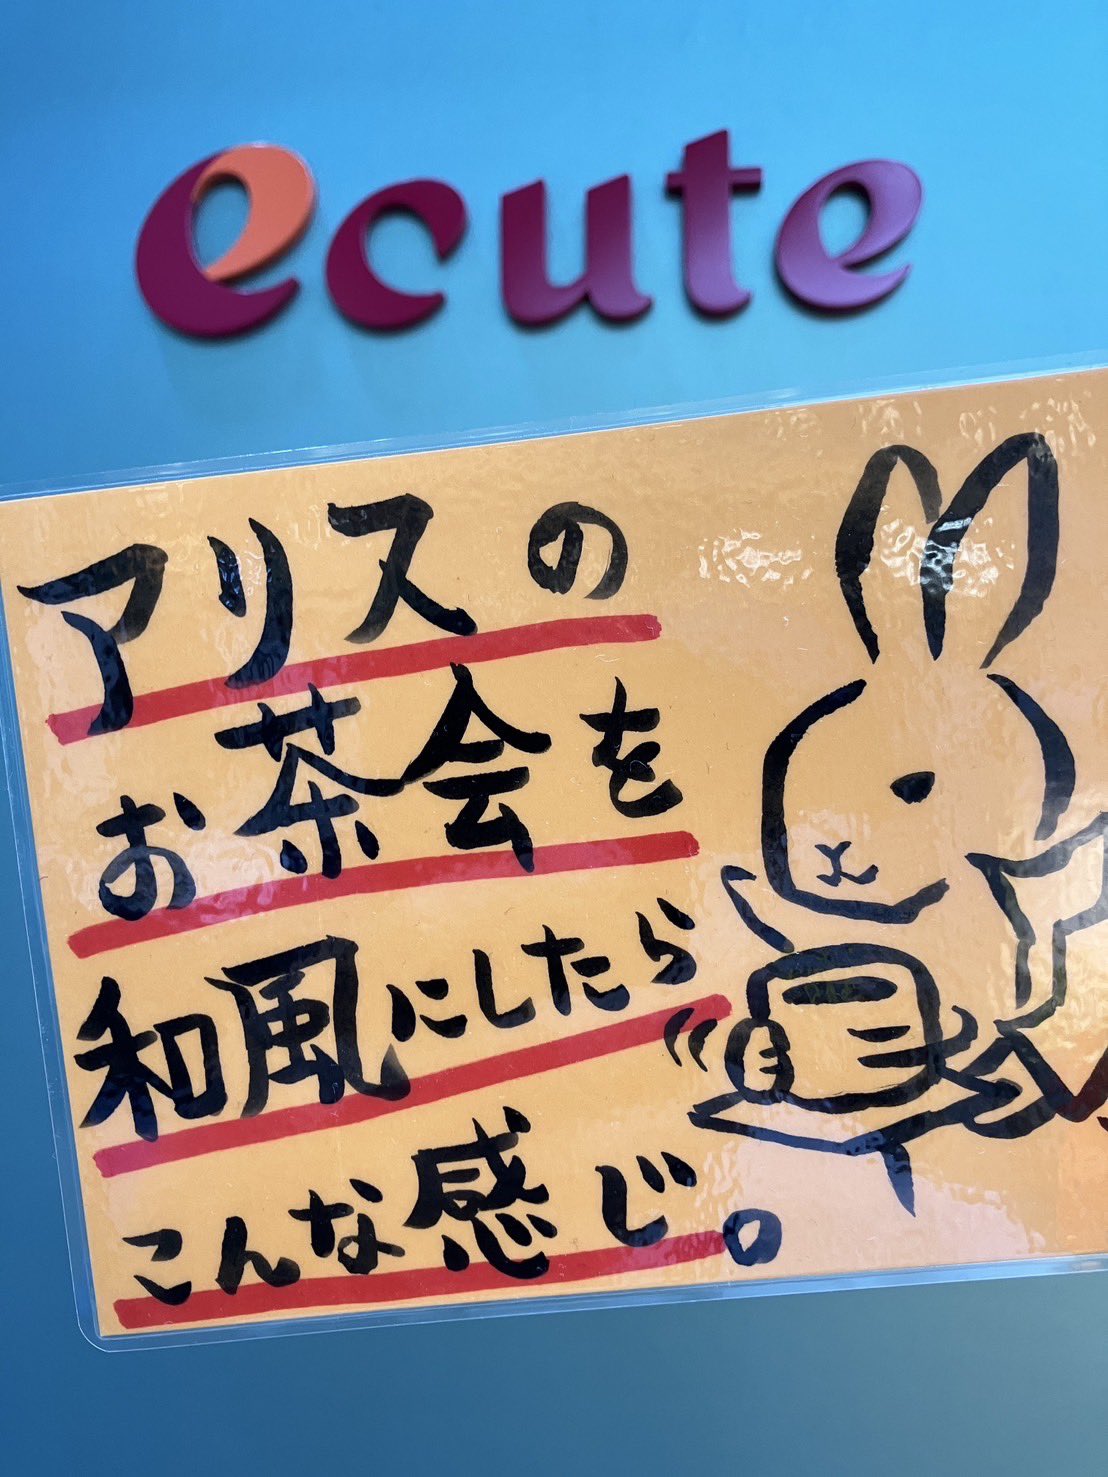 ecute
アリスの
お茶会を
和風にしたら
こんな感じ。